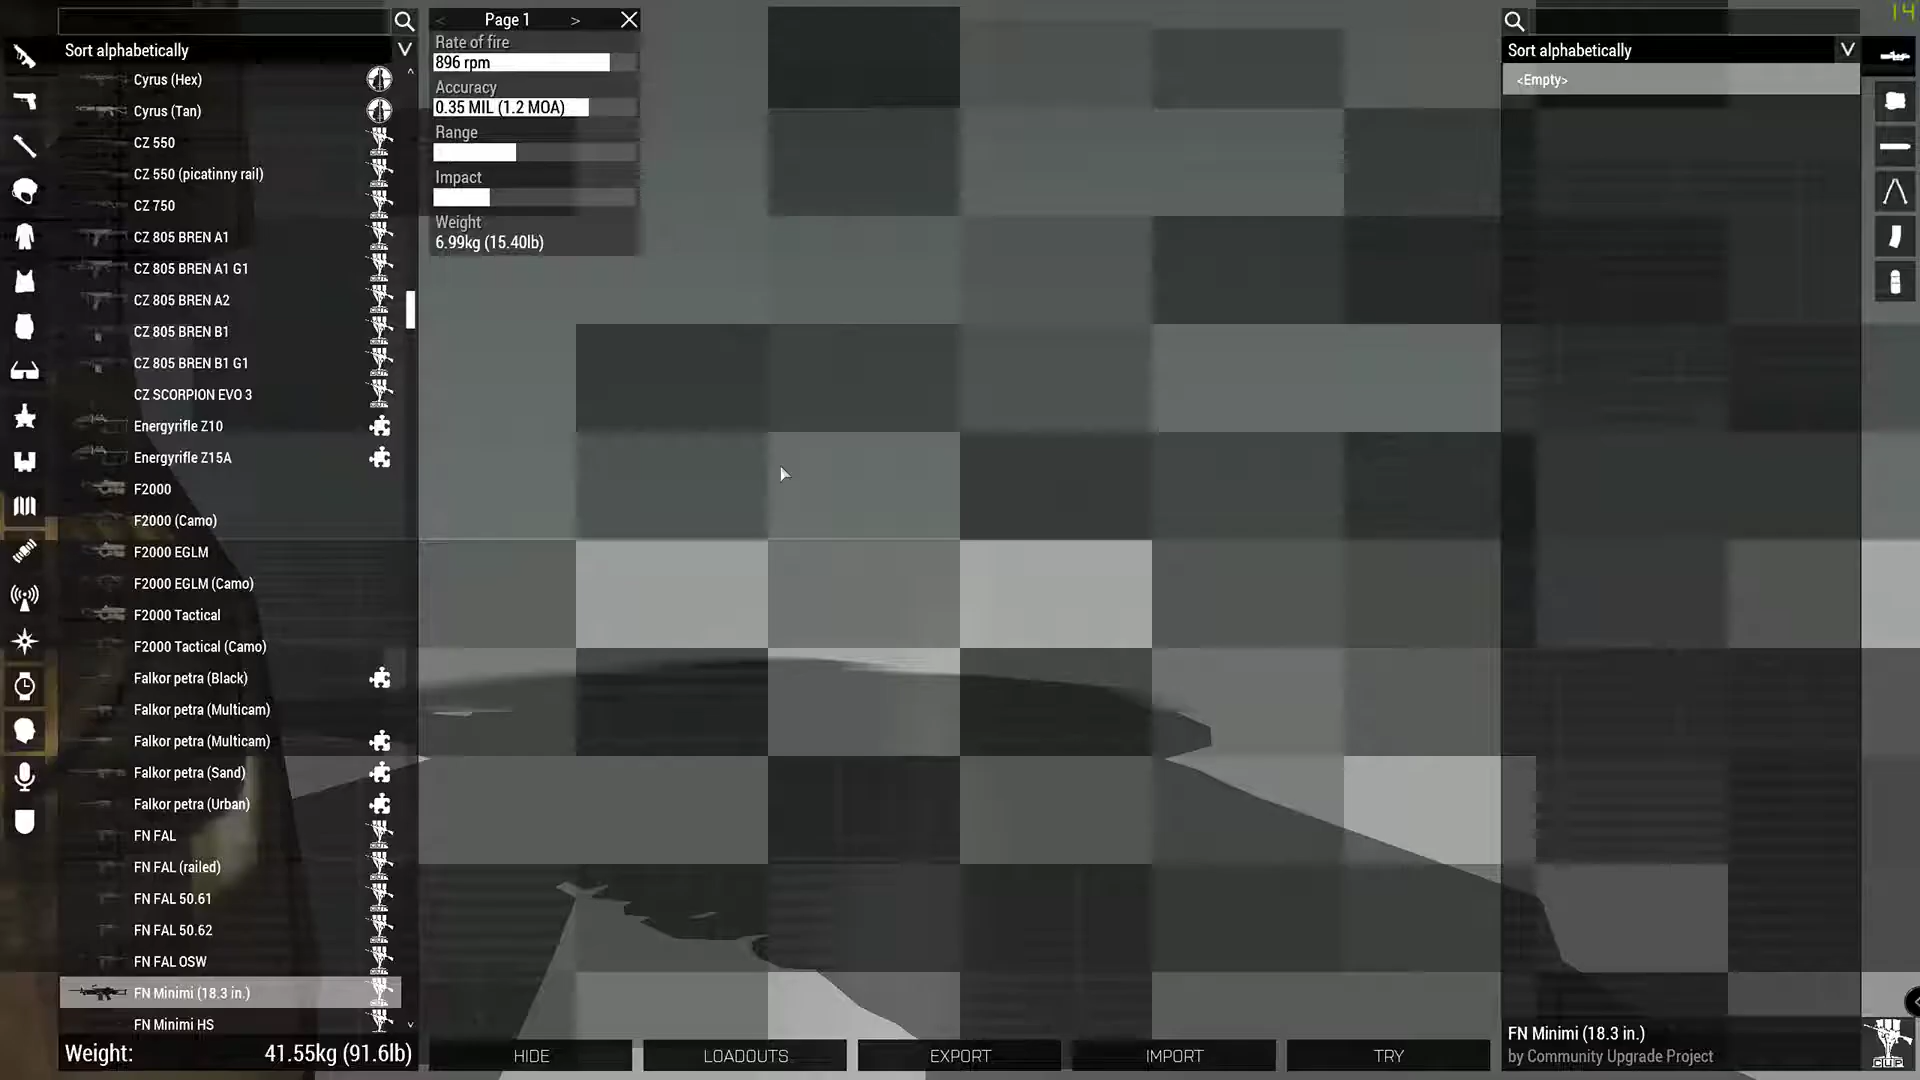 Sort alphabetically
Cyrus (Hex)
Cyrus (Tan)
CZ 550
CZ 550 (picatinny rail)
CZ 750
CZ 805 BREN A1
CZ 805 BREN A1 G1
CZ 805 BREN A2
CZ 805 BREN B1
CZ 805 BREN B1 G1
CZ SCORPION EVO 3
Energyrifle Z10
Energyrifle Z15A
F2000
F2000 (Camo)
F2000 EGLM
F2000 EGLM (Camo)
F2000 Tactical
F2000 Tactical (Camo)
Falkor petra (Black)
Falkor petra (Multicam)
Falkor petra (Multicam)
Falkor petra (Sand)
Falkor petra (Urban)
FN FAL
FN FAL (railed)
FN FAL 50.61
FN FAL 50.62
FN FAL OSW
FN Minimi (18.3 in.)
FN Minimi HS
Weight: 41.55kg (91.6lb)
< Page 1 >
Rate of fire
896 rpm
Accuracy
0.35 MIL (1.2 MOA)
Range
Impact
Weight
6.99kg (15.40lb)
HIDE
LOADOUTS
EXPORT
IMPORT
TRY
14
Sort alphabetically
<Empty>
FN Minimi (18.3 in.)
by Community Upgrade Project
CUP